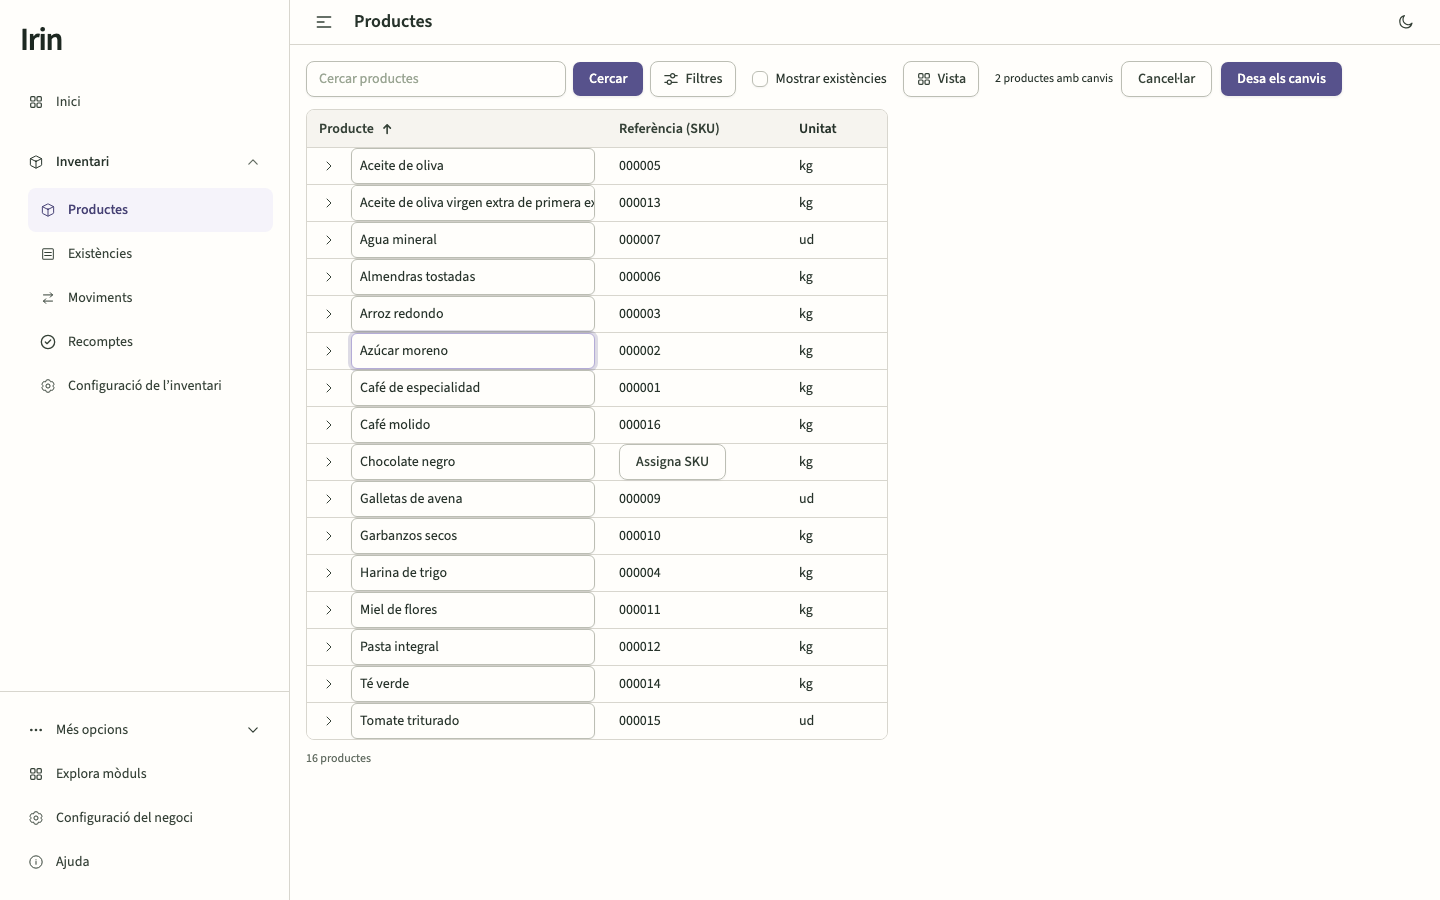 Irin
Inici
Inventari
Productes
Existències
Moviments
Recomptes
Configuració de l’inventari
Més opcions
Explora mòduls
Configuració del negoci
Ajuda
Productes
Cercar productes
Cercar
Filtres
Mostrar existències
Vista
2 productes amb canvis
Cancel·lar
Desa els canvis
Producte Referència (SKU) Unitat
Aceite de oliva 000005 kg
Aceite de oliva virgen extra de primera ex 000013 kg
Agua mineral 000007 ud
Almendras tostadas 000006 kg
Arroz redondo 000003 kg
Azúcar moreno 000002 kg
Café de especialidad 000001 kg
Café molido 000016 kg
Chocolate negro Assigna SKU kg
Galletas de avena 000009 ud
Garbanzos secos 000010 kg
Harina de trigo 000004 kg
Miel de flores 000011 kg
Pasta integral 000012 kg
Té verde 000014 kg
Tomate triturado 000015 ud
16 productes